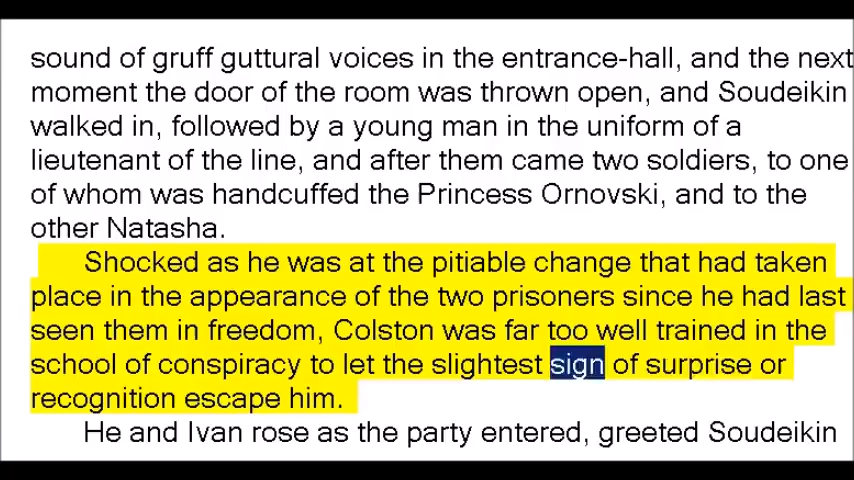 sound of gruff guttural voices in the entrance-hall, and the next
moment the door of the room was thrown open, and Soudeikin
walked in, followed by a young man in the uniform of a
lieutenant of the line, and after them came two soldiers, to one
of whom was handcuffed the Princess Ornovski, and to the
other Natasha.
Shocked as he was at the pitiable change that had taken
place in the appearance of the two prisoners since he had last
seen them in freedom, Colston was far too well trained in the
school of conspiracy to let the slightest sign of surprise or
recognition escape him.
He and Ivan rose as the party entered, greeted Soudeikin